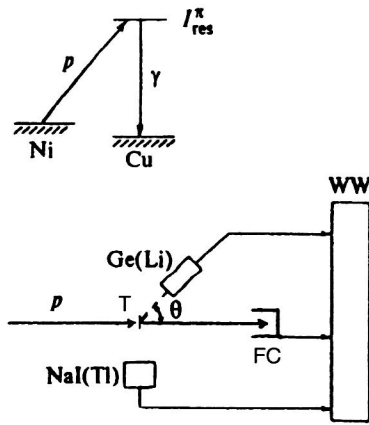 I^π_res
p
γ
Ni
Cu
WW
Ge(Li)
p
T
θ
FC
NaI(Tl)